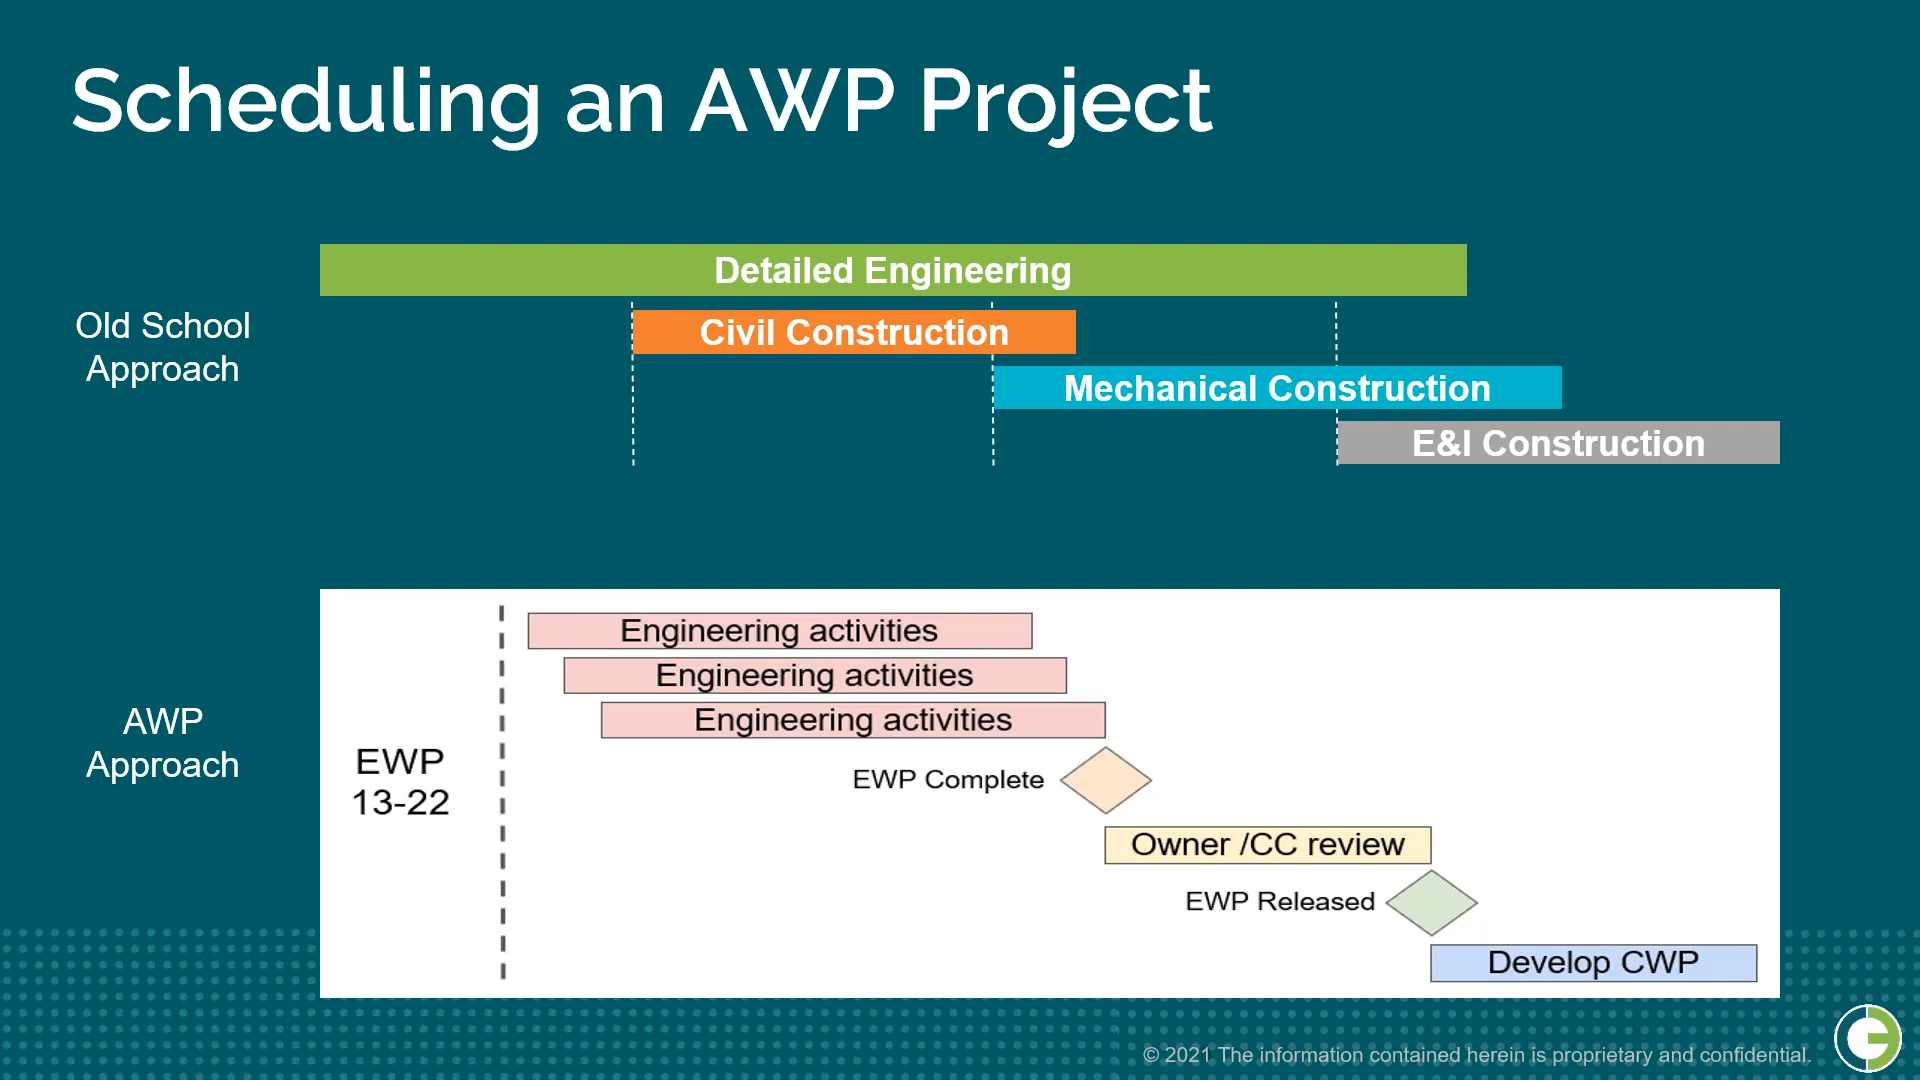 Scheduling an AWP Project
Detailed Engineering
Old School
Approach
Civil Construction
Mechanical Construction
E&I Construction
AWP
Approach
EWP
13-22
Engineering activities
Engineering activities
Engineering activities
EWP Complete
Owner /CC review
EWP Released
Develop CWP
© 2021 The information contained herein is proprietary and confidential.